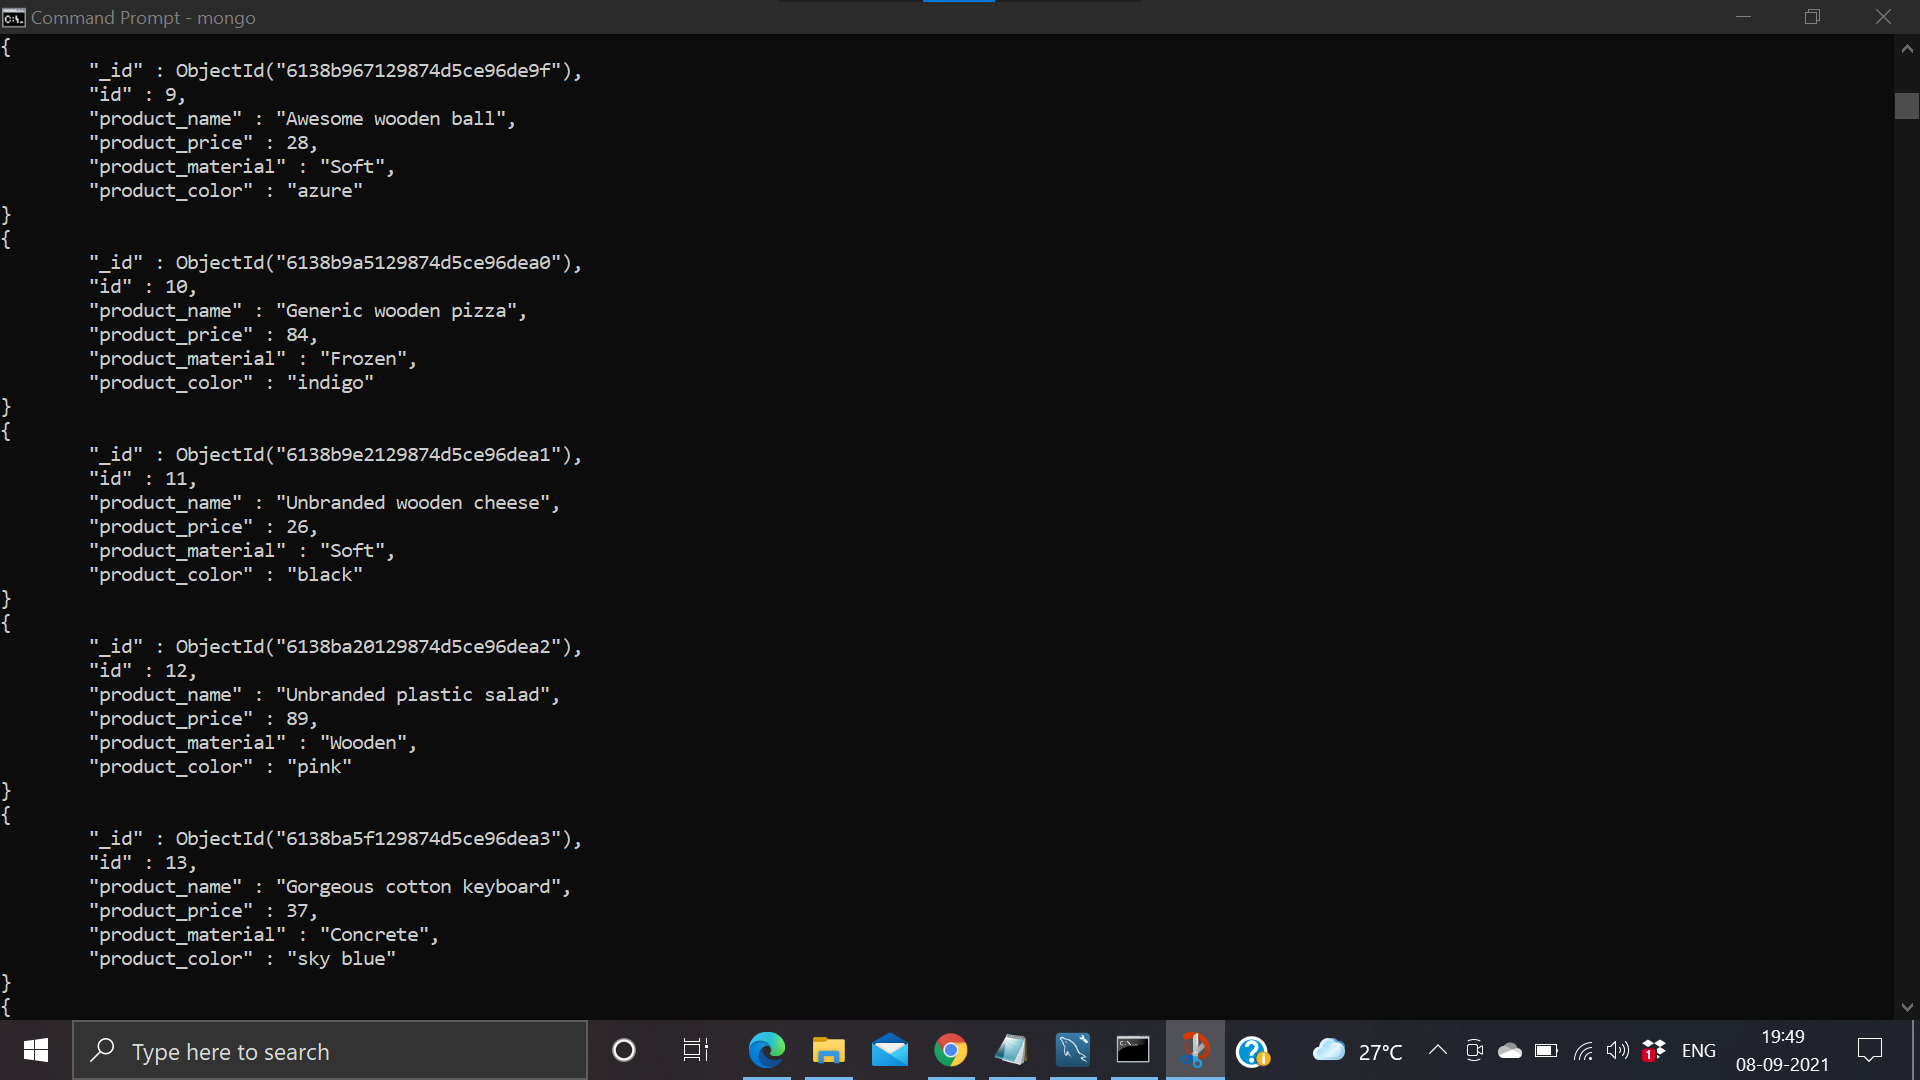 Command Prompt - mongo
{
"_id" : ObjectId("6138b967129874d5ce96de9f"),
"id" : 9,
"product_name" : "Awesome wooden ball",
"product_price" : 28,
"product_material" : "Soft",
"product_color" : "azure"
}
{
"_id" : ObjectId("6138b9a5129874d5ce96dea0"),
"id" : 10,
"product_name" : "Generic wooden pizza",
"product_price" : 84,
"product_material" : "Frozen",
"product_color" : "indigo"
}
{
"_id" : ObjectId("6138b9e2129874d5ce96dea1"),
"id" : 11,
"product_name" : "Unbranded wooden cheese",
"product_price" : 26,
"product_material" : "Soft",
"product_color" : "black"
}
{
"_id" : ObjectId("6138ba20129874d5ce96dea2"),
"id" : 12,
"product_name" : "Unbranded plastic salad",
"product_price" : 89,
"product_material" : "Wooden",
"product_color" : "pink"
}
{
"_id" : ObjectId("6138ba5f129874d5ce96dea3"),
"id" : 13,
"product_name" : "Gorgeous cotton keyboard",
"product_price" : 37,
"product_material" : "Concrete",
"product_color" : "sky blue"
}
{
Type here to search
27°C
1
ENG
19:49
08-09-2021